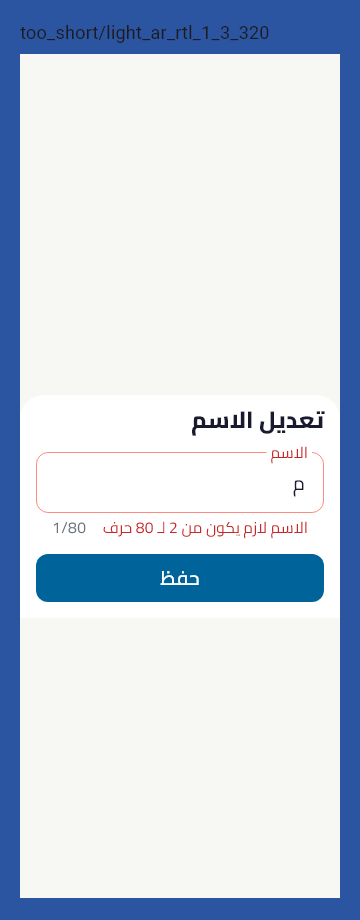 too_short/light_ar_rtl_1_3_320
تعديل الاسم
الاسم
م
الاسم لازم يكون من 2 لـ 80 حرف
1/80
حفظ